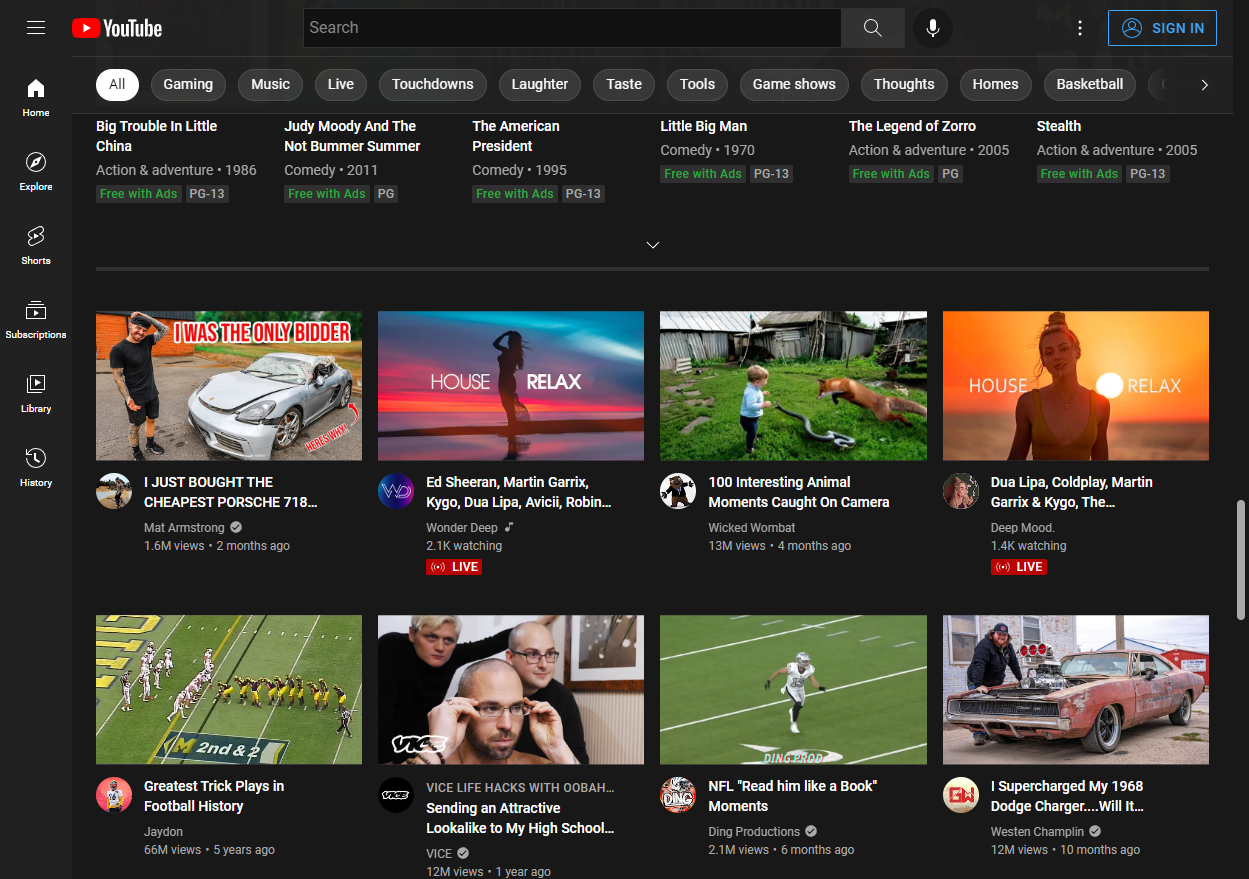 YouTube
Search
SIGN IN
All
Gaming
Music
Live
Touchdowns
Laughter
Taste
Tools
Game shows
Thoughts
Homes
Basketball
Home
Explore
Shorts
Subscriptions
Library
History
Big Trouble In Little
China
Action & adventure • 1986
Free with Ads PG-13
Judy Moody And The
Not Bummer Summer
Comedy • 2011
Free with Ads PG
The American
President
Comedy • 1995
Free with Ads PG-13
Little Big Man
Comedy • 1970
Free with Ads PG-13
The Legend of Zorro
Action & adventure • 2005
Free with Ads PG
Stealth
Action & adventure • 2005
Free with Ads PG-13
I WAS THE ONLY BIDDER
HERE'S WHY!
I JUST BOUGHT THE
CHEAPEST PORSCHE 718...
Mat Armstrong
1.6M views • 2 months ago
HOUSE RELAX
WD
Ed Sheeran, Martin Garrix,
Kygo, Dua Lipa, Avicii, Robin...
Wonder Deep
2.1K watching
LIVE
100 Interesting Animal
Moments Caught On Camera
Wicked Wombat
13M views • 4 months ago
HOUSE RELAX
Dua Lipa, Coldplay, Martin
Garrix & Kygo, The...
Deep Mood.
1.4K watching
LIVE
M 2nd & 2
Greatest Trick Plays in
Football History
Jaydon
66M views • 5 years ago
VICE
VICE
VICE LIFE HACKS WITH OOBAH...
Sending an Attractive
Lookalike to My High School...
VICE
12M views • 1 year ago
DING PROD
DING
NFL "Read him like a Book"
Moments
Ding Productions
2.1M views • 6 months ago
GW
I Supercharged My 1968
Dodge Charger....Will It...
Westen Champlin
12M views • 10 months ago